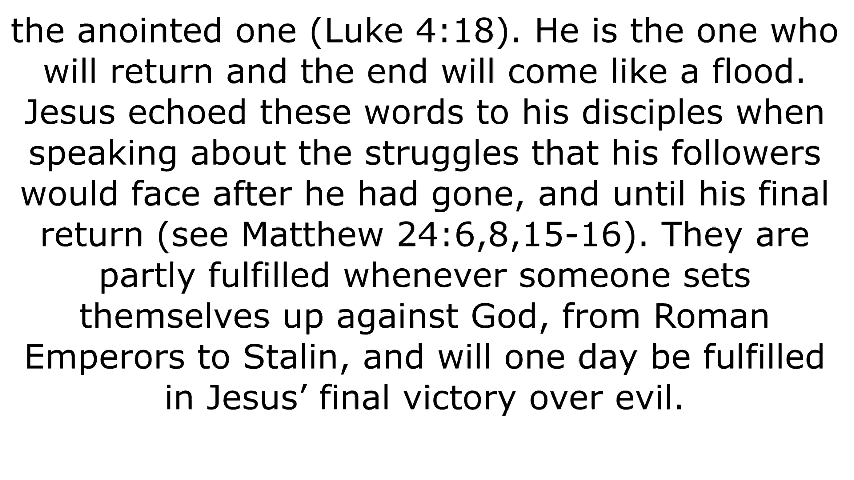 the anointed one (Luke 4:18). He is the one who
will return and the end will come like a flood.
Jesus echoed these words to his disciples when
speaking about the struggles that his followers
would face after he had gone, and until his final
return (see Matthew 24:6,8,15-16). They are
partly fulfilled whenever someone sets
themselves up against God, from Roman
Emperors to Stalin, and will one day be fulfilled
in Jesus’ final victory over evil.